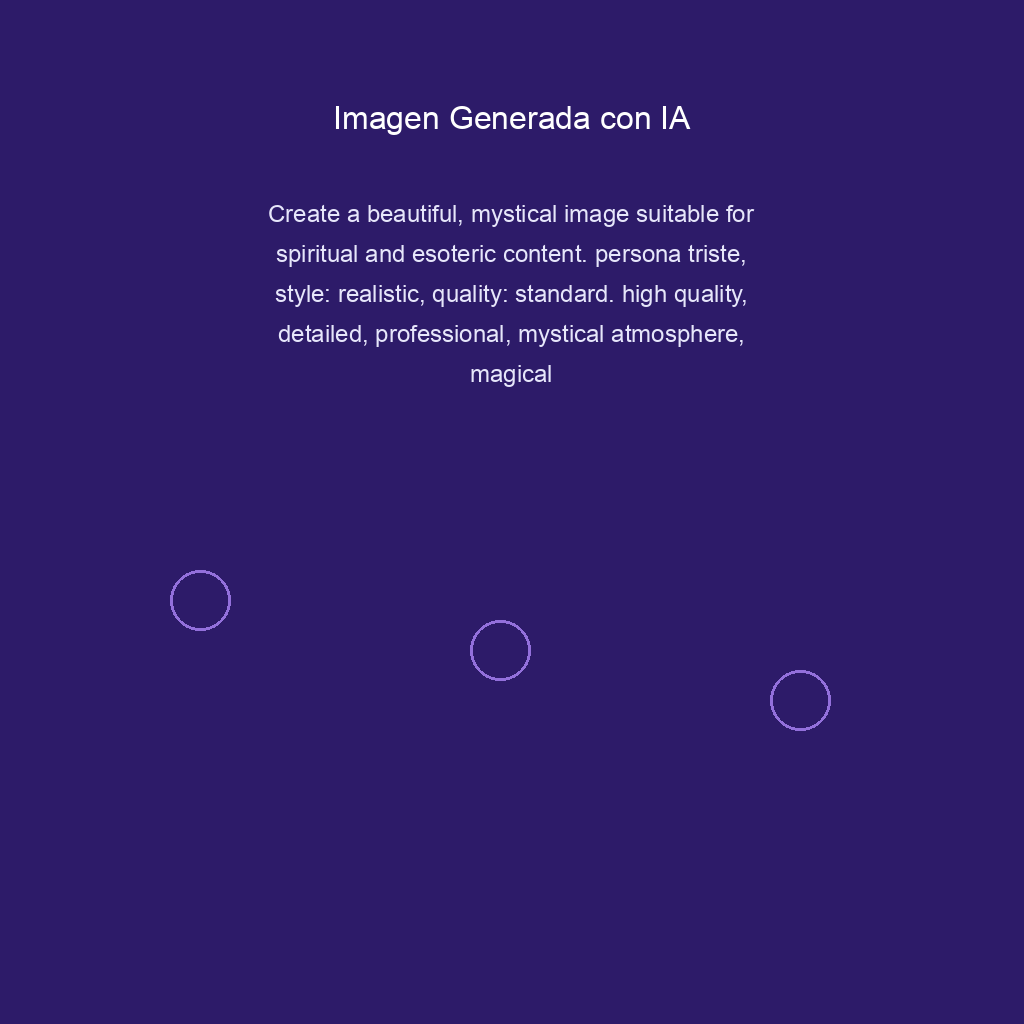 Imagen Generada con IA
Create a beautiful, mystical image suitable for
spiritual and esoteric content. persona triste,
style: realistic, quality: standard. high quality,
detailed, professional, mystical atmosphere,
magical